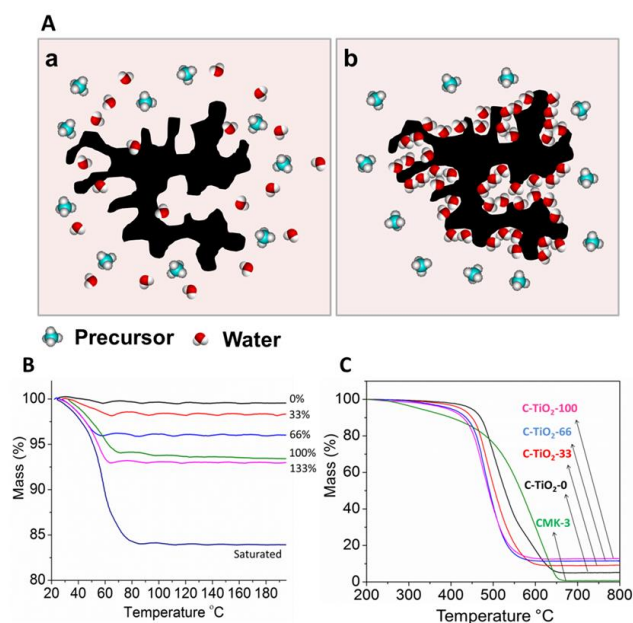 A
a
b
Precursor
Water
B
C
Mass (%)
100
95
90
85
80
0%
33%
66%
100%
133%
Saturated
20 40 60 80 100 120 140 160 180
Temperature °C
Mass (%)
100
80
60
40
20
10
0
C-TiO2-100
C-TiO2-66
C-TiO2-33
C-TiO2-0
CMK-3
200 300 400 500 600 700 800
Temperature °C